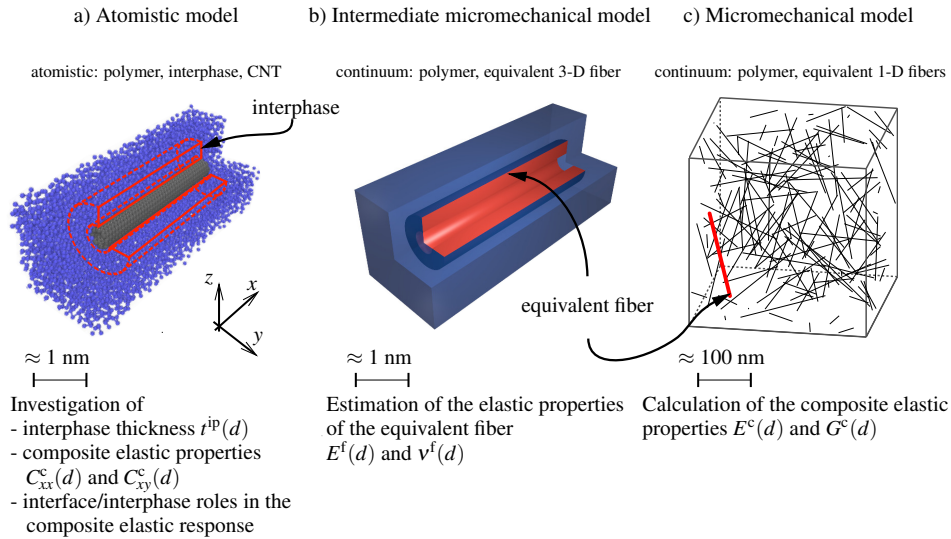 a) Atomistic model
atomistic: polymer, interphase, CNT
interphase
z
x
y
≈ 1 nm
Investigation of
- interphase thickness t^ip(d)
- composite elastic properties
C^c_xx(d) and C^c_xy(d)
- interface/interphase roles in the
composite elastic response
b) Intermediate micromechanical model
continuum: polymer, equivalent 3-D fiber
equivalent fiber
≈ 1 nm
Estimation of the elastic properties
of the equivalent fiber
E^f(d) and ν^f(d)
c) Micromechanical model
continuum: polymer, equivalent 1-D fibers
≈ 100 nm
Calculation of the composite elastic
properties E^c(d) and G^c(d)